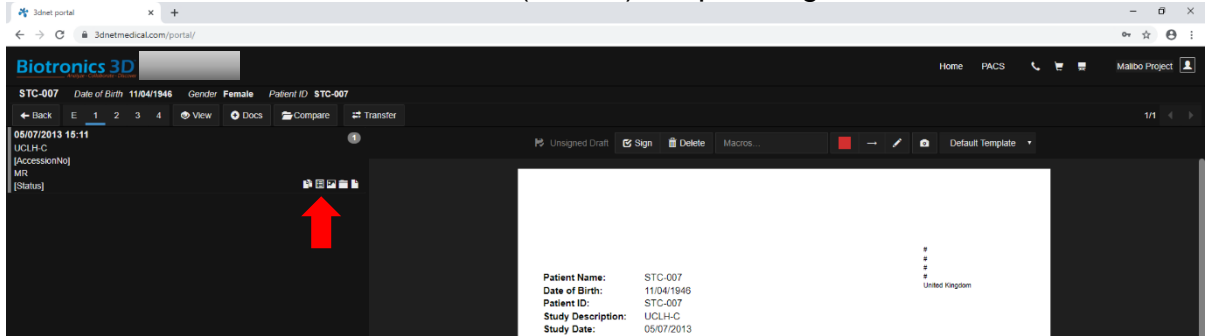 3dnet portal
3dnetmedical.com/portal/
Biotronics 3D
Home PACS Malibo Project
STC-007 Date of Birth 11/04/1946 Gender Female Patient ID STC-007
Back E 1 2 3 4 View Docs Compare Transfer 1/1
05/07/2013 15:11 1
UCLH-C
[AccessionNo]
MR
[Status]
Unsigned Draft Sign Delete Macros... Default Template
#
#
#
#
United Kingdom
Patient Name: STC-007
Date of Birth: 11/04/1946
Patient ID: STC-007
Study Description: UCLH-C
Study Date: 05/07/2013